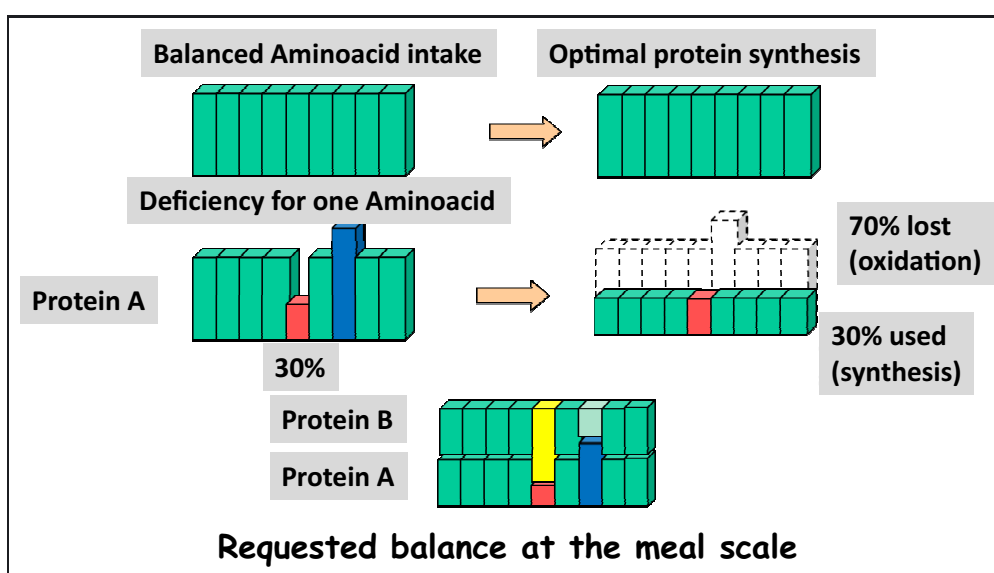 Balanced Aminoacid intake
Optimal protein synthesis
Deficiency for one Aminoacid
Protein A
70% lost
(oxidation)
30% used
(synthesis)
30%
Protein B
Protein A
Requested balance at the meal scale